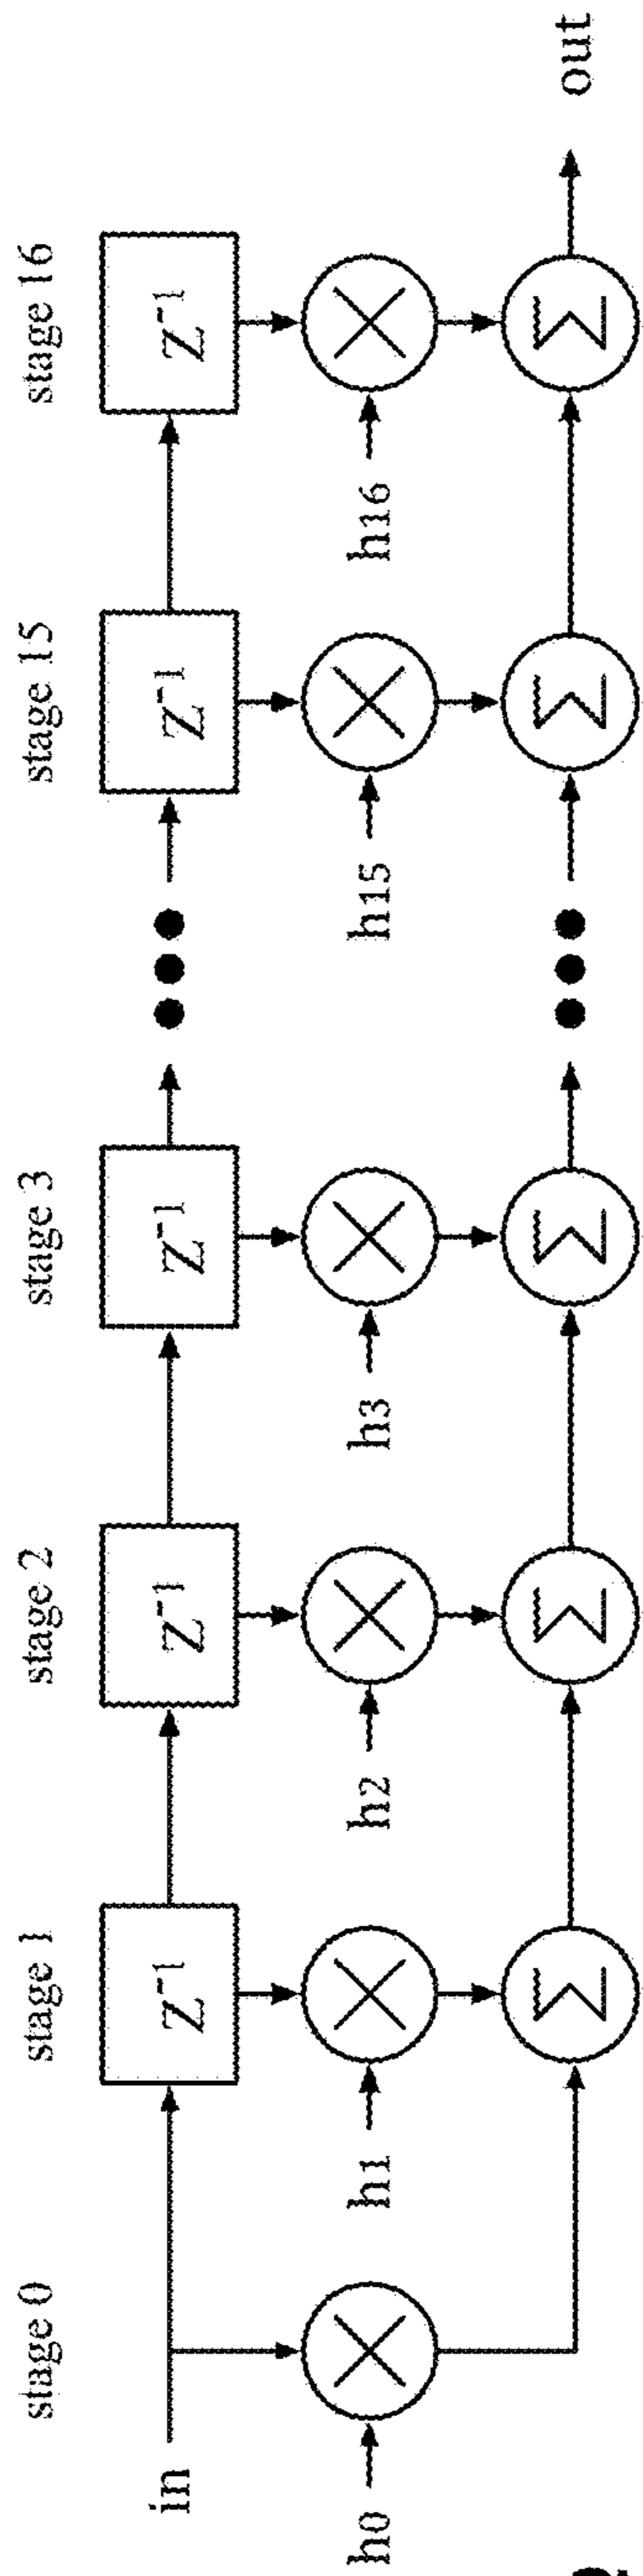 stage 0 stage 1 stage 2 stage 3 stage 15 stage 16
in Z⁻¹ Z⁻¹ Z⁻¹ Z⁻¹ Z⁻¹
h0 h1 h2 h3 h15 h16
Σ Σ Σ Σ Σ out